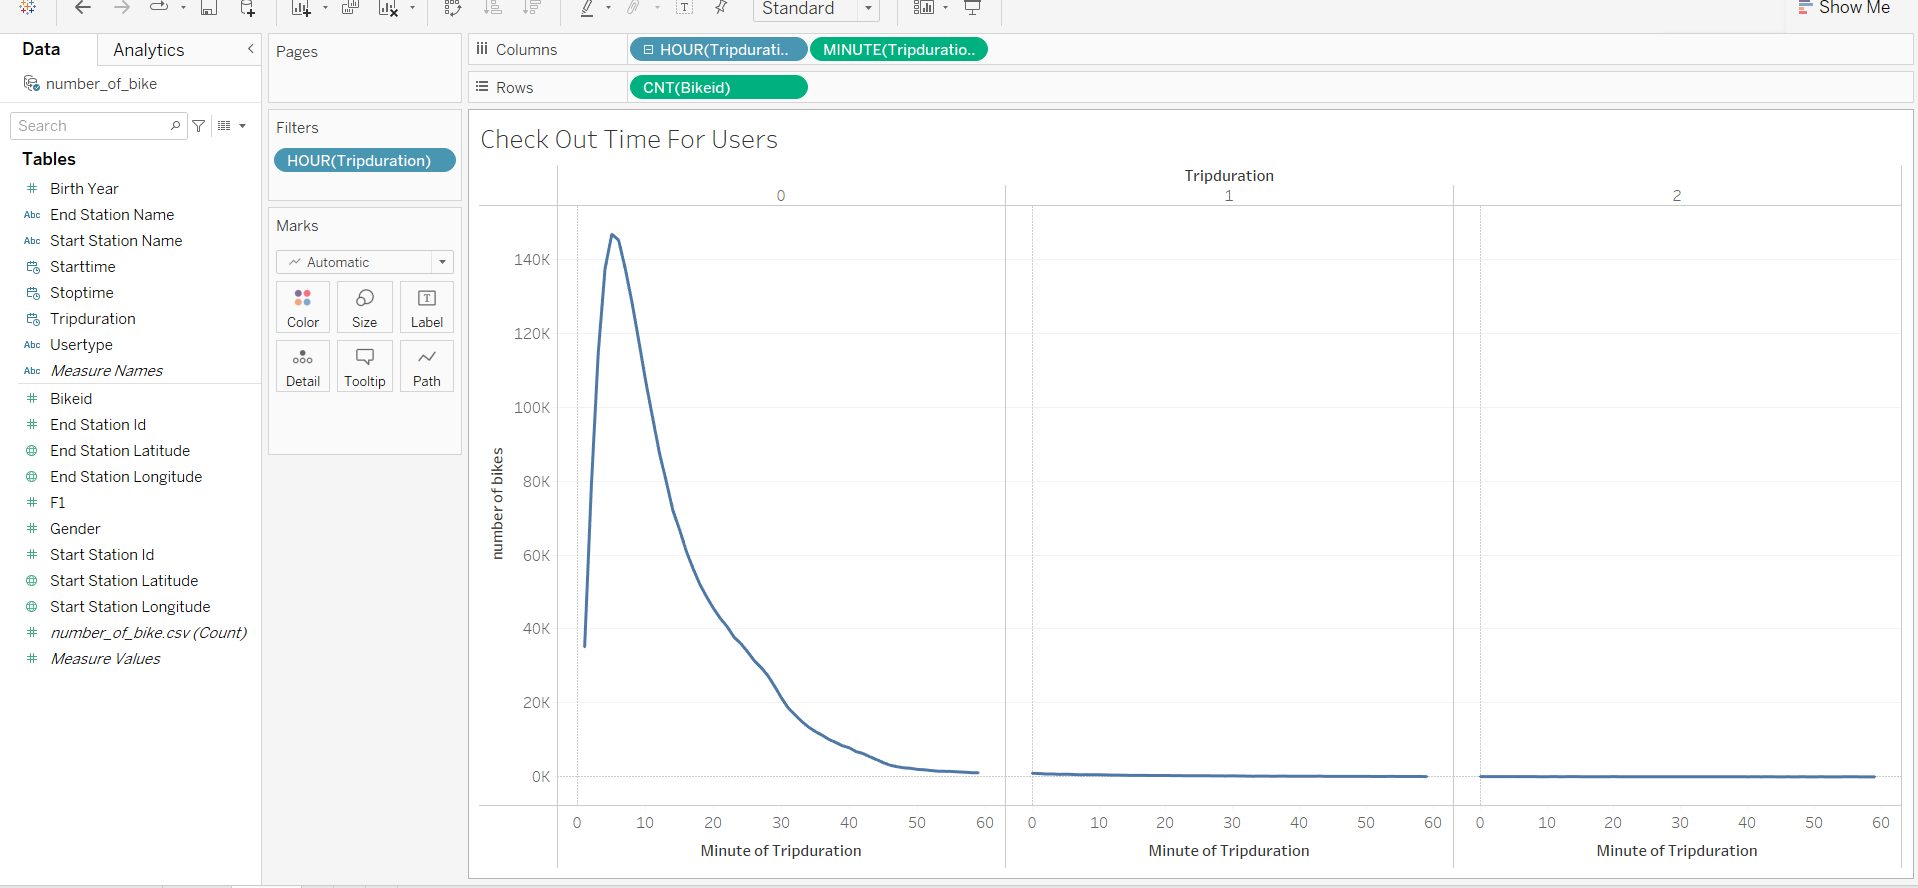 Standard
Show Me
Data
Analytics
number_of_bike
Search
Tables
Birth Year
Abc End Station Name
Abc Start Station Name
Starttime
Stoptime
Tripduration
Abc Usertype
Abc Measure Names
Bikeid
End Station Id
End Station Latitude
End Station Longitude
F1
Gender
Start Station Id
Start Station Latitude
Start Station Longitude
number_of_bike.csv (Count)
Measure Values
Pages
Filters
HOUR(Tripduration)
Marks
Automatic
Color Size Label
Detail Tooltip Path
Columns HOUR(Tripdurati.. MINUTE(Tripduratio..
Rows CNT(Bikeid)
Check Out Time For Users
Tripduration
0 1 2
number of bikes
140K
120K
100K
80K
60K
40K
20K
0K
0 10 20 30 40 50 60 0 10 20 30 40 50 60 0 10 20 30 40 50 60
Minute of Tripduration Minute of Tripduration Minute of Tripduration